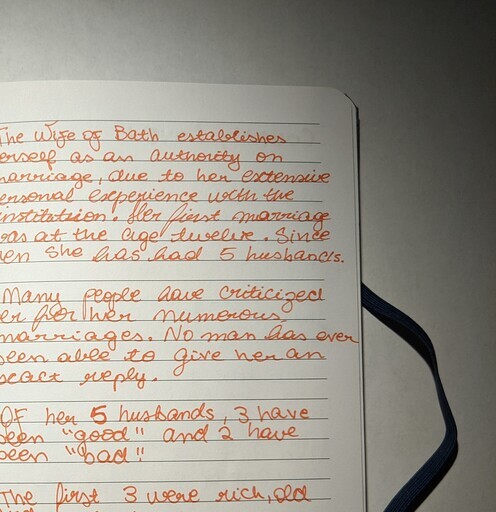 The Wife of Bath establishes
erself as an authority on
arriage, due to her extensive
ersonal experience with the
institution. Her first marriage
as at the age twelve. Since
en she has had 5 husbands.
Many people have criticized
er for her numerous
marriages. No man has ever
een able to give her an
xact reply.
Of her 5 husbands, 3 have
been "good" and 2 have
een "bad"!
The first 3 were rich, old